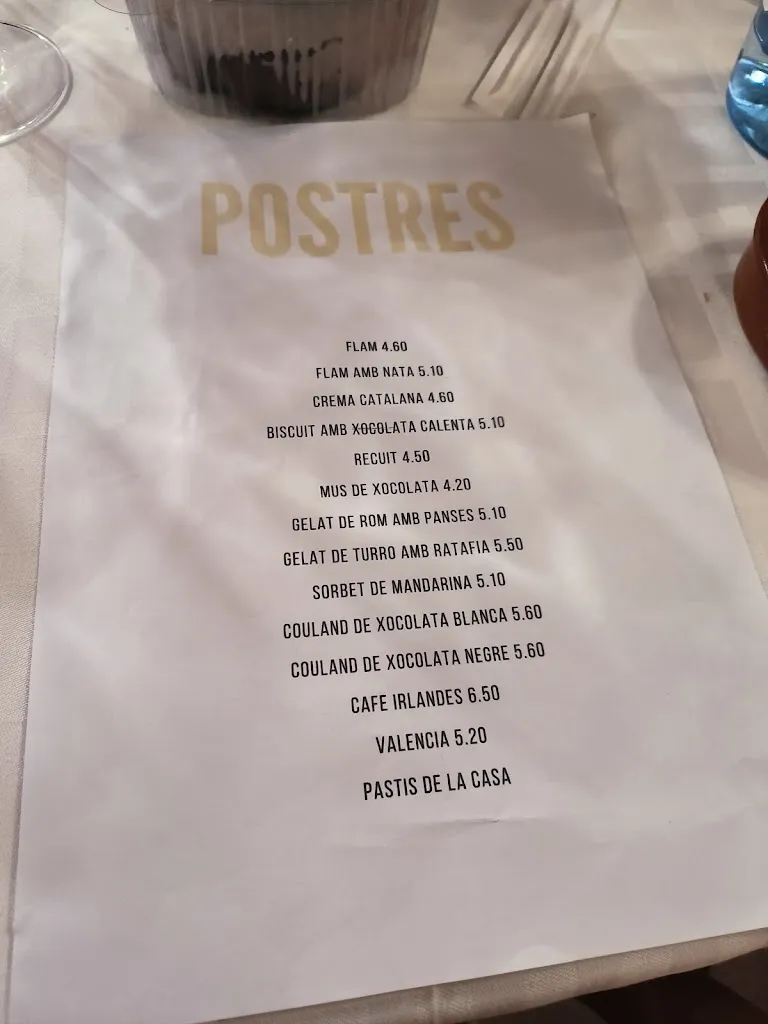 POSTRES
FLAM 4.60
FLAM AMB NATA 5.10
CREMA CATALANA 4.60
BISCUIT AMB XOCOLATA CALENTA 5.10
RECUIT 4.50
MUS DE XOCOLATA 4.20
GELAT DE ROM AMB PANSES 5.10
GELAT DE TURRO AMB RATAFIA 5.50
SORBET DE MANDARINA 5.10
COULAND DE XOCOLATA BLANCA 5.60
COULAND DE XOCOLATA NEGRE 5.60
CAFE IRLANDES 6.50
VALENCIA 5.20
PASTIS DE LA CASA